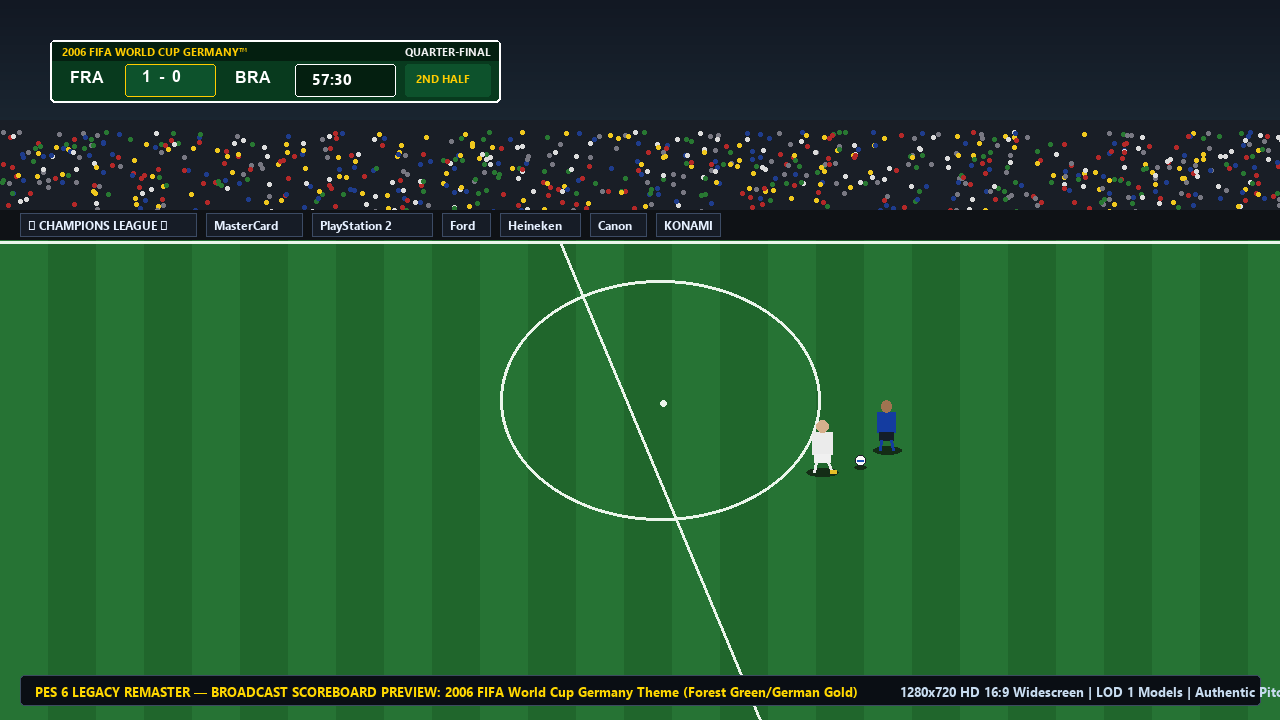 2006 FIFA WORLD CUP GERMANY™ QUARTER-FINAL
FRA 1 - 0 BRA 57:30 2ND HALF
CHAMPIONS LEAGUE MasterCard PlayStation 2 Ford Heineken Canon KONAMI
PES 6 LEGACY REMASTER — BROADCAST SCOREBOARD PREVIEW: 2006 FIFA World Cup Germany Theme (Forest Green/German Gold) 1280x720 HD 16:9 Widescreen | LOD 1 Models | Authentic